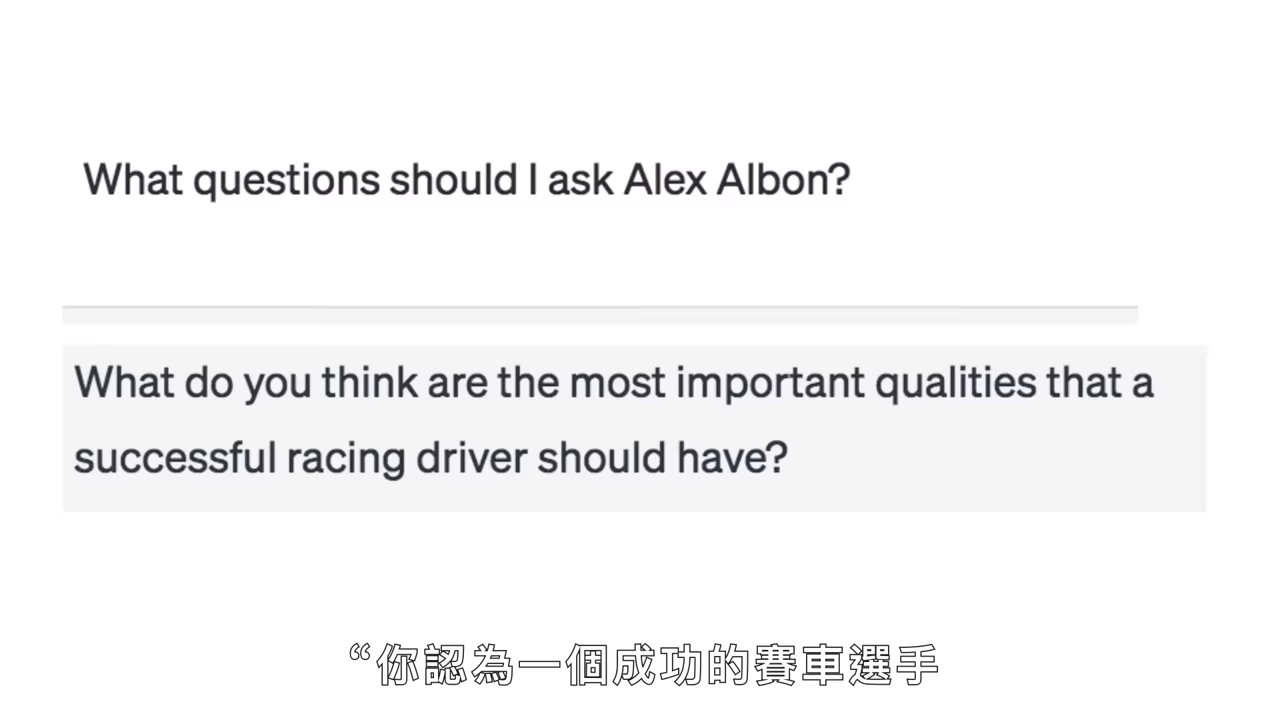 What questions should I ask Alex Albon?
What do you think are the most important qualities that a
successful racing driver should have?
“你認為一個成功的賽車選手